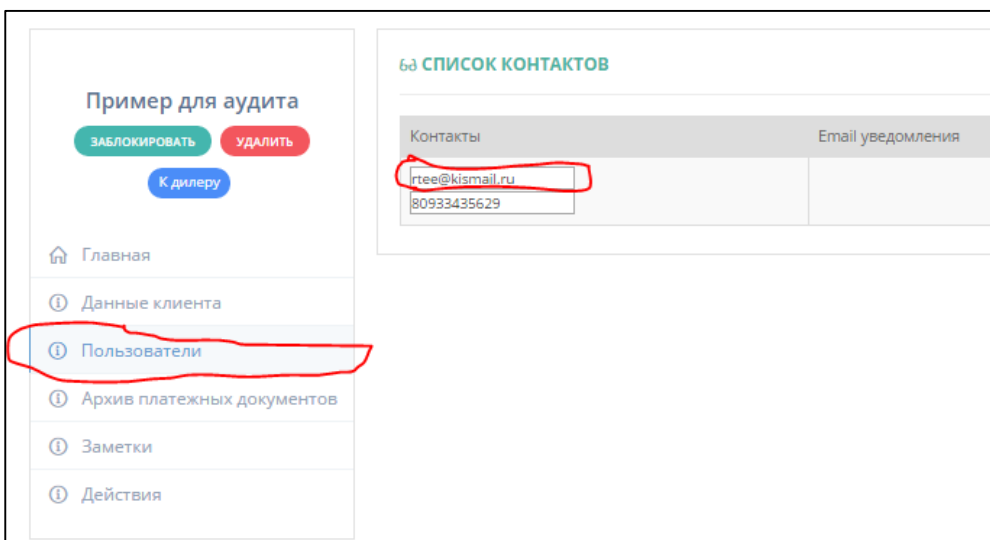 Пример для аудита
ЗАБЛОКИРОВАТЬ УДАЛИТЬ
К дилеру
Главная
Данные клиента
Пользователи
Архив платежных документов
Заметки
Действия
СПИСОК КОНТАКТОВ
Контакты Email уведомления
rtee@kismail.ru
80933435629